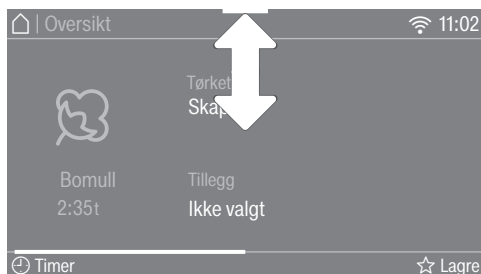 | Oversikt 11:02
Tørket
Skap
Bomull Tillegg
2:35t Ikke valgt
Timer Lagre